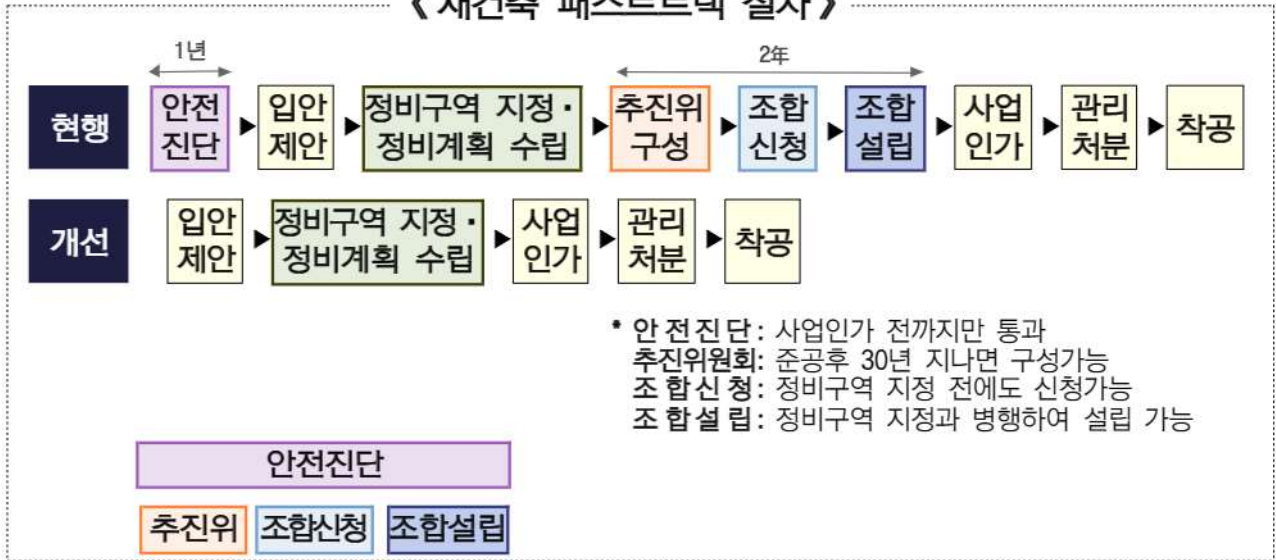 《 재건축 패스트트랙 절차 》
1년
2年
현행
안전
진단
▶
입안
제안
▶
정비구역 지정·
정비계획 수립
▶
추진위
구성
▶
조합
신청
▶
조합
설립
▶
사업
인가
▶
관리
처분
▶
착공
개선
입안
제안
▶
정비구역 지정·
정비계획 수립
▶
사업
인가
▶
관리
처분
▶
착공
* 안전진단: 사업인가 전까지만 통과
추진위원회: 준공후 30년 지나면 구성가능
조합신청: 정비구역 지정 전에도 신청가능
조합설립: 정비구역 지정과 병행하여 설립 가능
안전진단
추진위
조합신청
조합설립